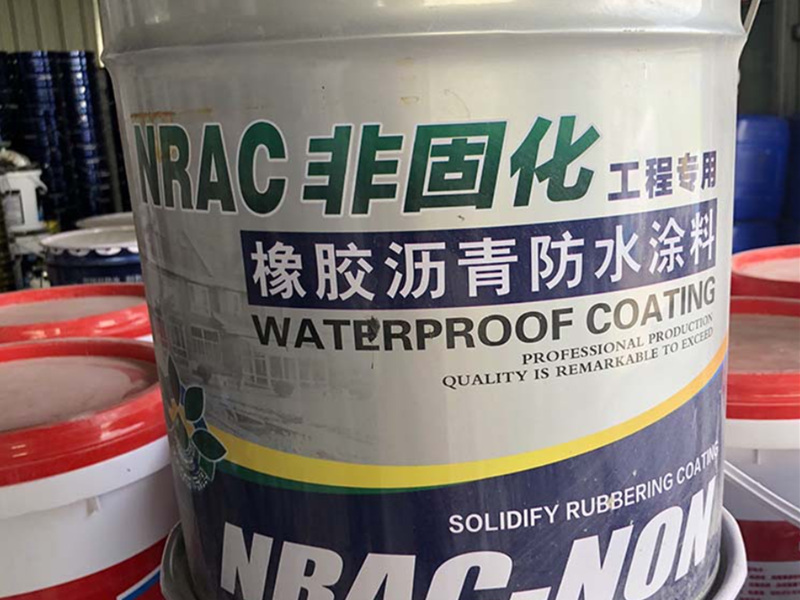 NRAC 非固化 工程专用
橡胶沥青防水涂料
WATERPROOF COATING
PROFESSIONAL PRODUCTION
QUALITY IS REMARKABLE TO EXCEED
SOLIDIFY RUBBERING COATING
NRAC-NON